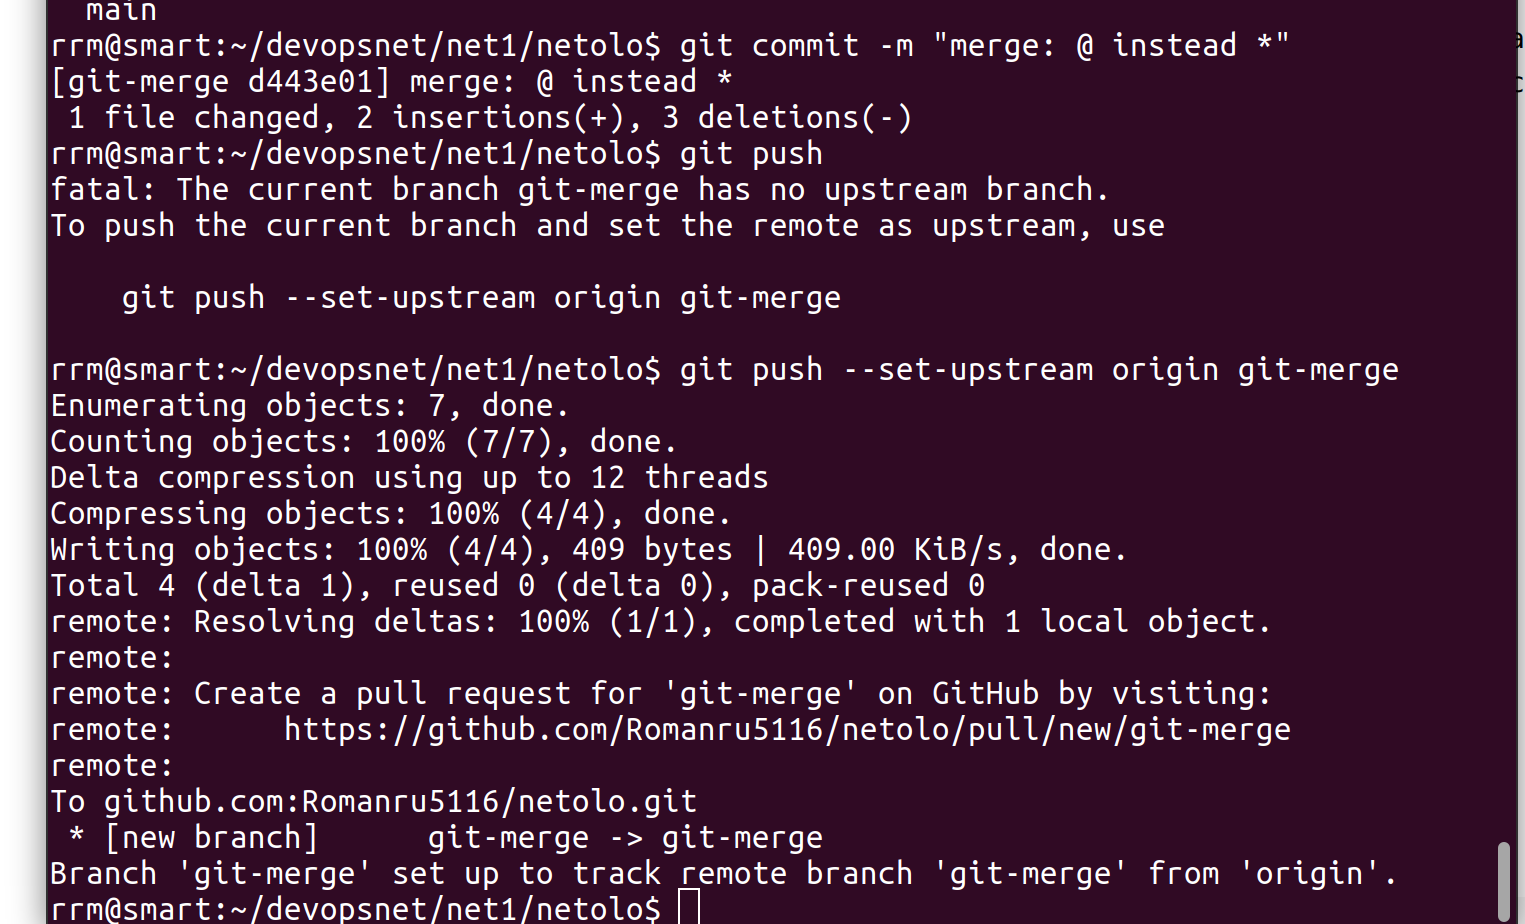 main
rrm@smart:~/devopsnet/net1/netolo$ git commit -m "merge: @ instead *"
[git-merge d443e01] merge: @ instead *
 1 file changed, 2 insertions(+), 3 deletions(-)
rrm@smart:~/devopsnet/net1/netolo$ git push
fatal: The current branch git-merge has no upstream branch.
To push the current branch and set the remote as upstream, use

    git push --set-upstream origin git-merge

rrm@smart:~/devopsnet/net1/netolo$ git push --set-upstream origin git-merge
Enumerating objects: 7, done.
Counting objects: 100% (7/7), done.
Delta compression using up to 12 threads
Compressing objects: 100% (4/4), done.
Writing objects: 100% (4/4), 409 bytes | 409.00 KiB/s, done.
Total 4 (delta 1), reused 0 (delta 0), pack-reused 0
remote: Resolving deltas: 100% (1/1), completed with 1 local object.
remote:
remote: Create a pull request for 'git-merge' on GitHub by visiting:
remote:      https://github.com/Romanru5116/netolo/pull/new/git-merge
remote:
To github.com:Romanru5116/netolo.git
 * [new branch]      git-merge -> git-merge
Branch 'git-merge' set up to track remote branch 'git-merge' from 'origin'.
rrm@smart:~/devopsnet/net1/netolo$